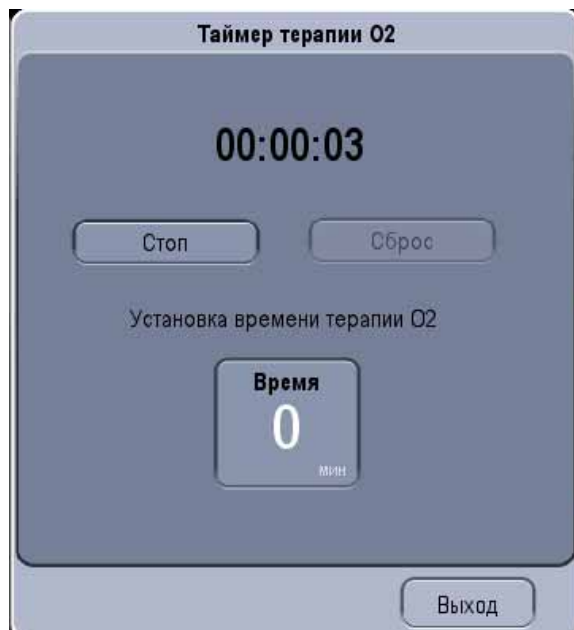 Таймер терапии O2
00:00:03
Стоп Сброс
Установка времени терапии O2
Время
0
мин
Выход